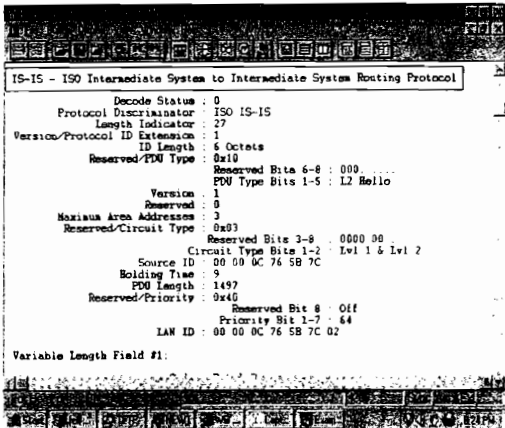 IS-IS - ISO Intermediate System to Intermediate System Routing Protocol
Decode Status : 0
Protocol Discriminator : ISO IS-IS
Length Indicator : 27
Version/Protocol ID Extension : 1
ID Length : 6 Octets
Reserved/PDU Type : 0x10
Reserved Bits 6-8 : 000. ....
PDU Type Bits 1-5 : L2 Hello
Version : 1
Reserved : 0
Maximum Area Addresses : 3
Reserved/Circuit Type : 0x03
Reserved Bits 3-8 . 0000 00
Circuit Type Bits 1-2 · Lvl 1 & Lvl 2
Source ID : 00 00 0C 76 5B 7C
Holding Time : 9
PDU Length : 1497
Reserved/Priority : 0x40
Reserved Bit 8 · Off
Priority Bit 1-7 · 64
LAN ID : 00 00 0C 76 5B 7C 02
Variable Length Field #1: